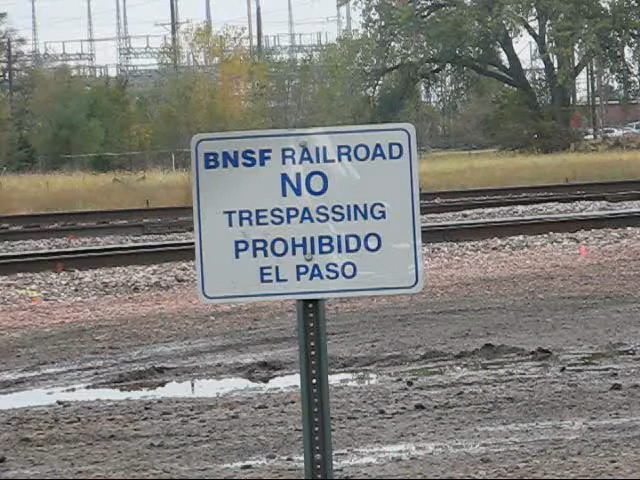 BNSF RAILROAD
NO
TRESPASSING
PROHIBIDO
EL PASO